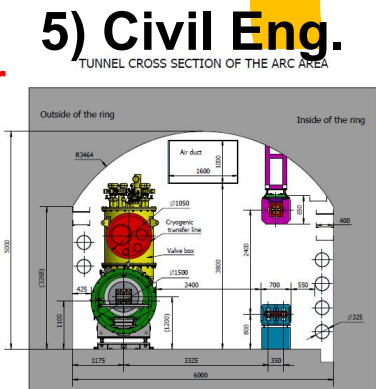 5) Civil Eng.
TUNNEL CROSS SECTION OF THE ARC AREA
r
Outside of the ring
Inside of the ring
R3464
Air duct
1600
1000
Ø1050
Cryogenic
transfer line
Valve box
Ø1500
650
400
5000
(3208)
3800
2400
425
2400
700
550
Ø325
1100
(1200)
800
1175
3325
350
6000